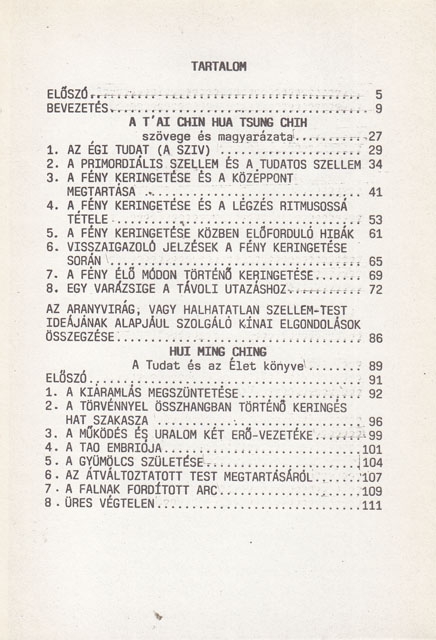 TARTALOM
ELŐSZÓ.................................... 5
BEVEZETÉS................................. 9
A T'AI CHIN HUA TSUNG CHIH
szövege és magyarázata ........27
1. AZ ÉGI TUDAT (A SZIV) ................. 29
2. A PRIMORDIÁLIS SZELLEM ÉS A TUDATOS SZELLEM 34
3. A FÉNY KERINGETÉSE ÉS A KÖZÉPPONT
MEGTARTÁSA ............................ 41
4. A FÉNY KERINGETÉSE ÉS A LÉGZÉS RITMUSOSSÁ
TÉTELE ................................ 53
5. A FÉNY KERINGETÉSE KÖZBEN ELŐFORDULÓ HIBÁK 61
6. VISSZAIGAZOLÓ JELZÉSEK A FÉNY KERINGETÉSE
SORÁN ................................. 65
7. A FÉNY ÉLŐ MÓDON TÖRTÉNŐ KERINGETÉSE....... 69
8. EGY VARÁZSIGE A TÁVOLI UTAZÁSHOZ.......... 72
AZ ARANYVIRÁG, VAGY HALHATATLAN SZELLEM-TEST
IDEÁJÁNAK ALAPJÁUL SZOLGÁLÓ KÍNAI ELGONDOLÁSOK
ÖSSZEGZÉSE................................ 86
HUI MING CHING
A Tudat és az Élet könyve ....... 89
ELŐSZÓ.................................... 91
1. A KIÁRAMLÁS MEGSZÜNTETÉSE.............. 92
2. A TÖRVÉNNYEL ÖSSZHANGBAN TÖRTÉNŐ KERINGÉS
HAT SZAKASZA .......................... 96
3. A MŰKÖDÉS ÉS URALOM KÉT ERŐ-VEZETÉKE....... 99
4. A TAO EMBRIÓJA.........................101
5. A GYÜMÖLCS SZÜLETÉSE...................104
6. AZ ÁTVÁLTOZTATOTT TEST MEGTARTÁSÁRÓL......107
7. A FALNAK FORDÍTOTT ARC.................109
8. ÜRES VÉGTELEN..........................111